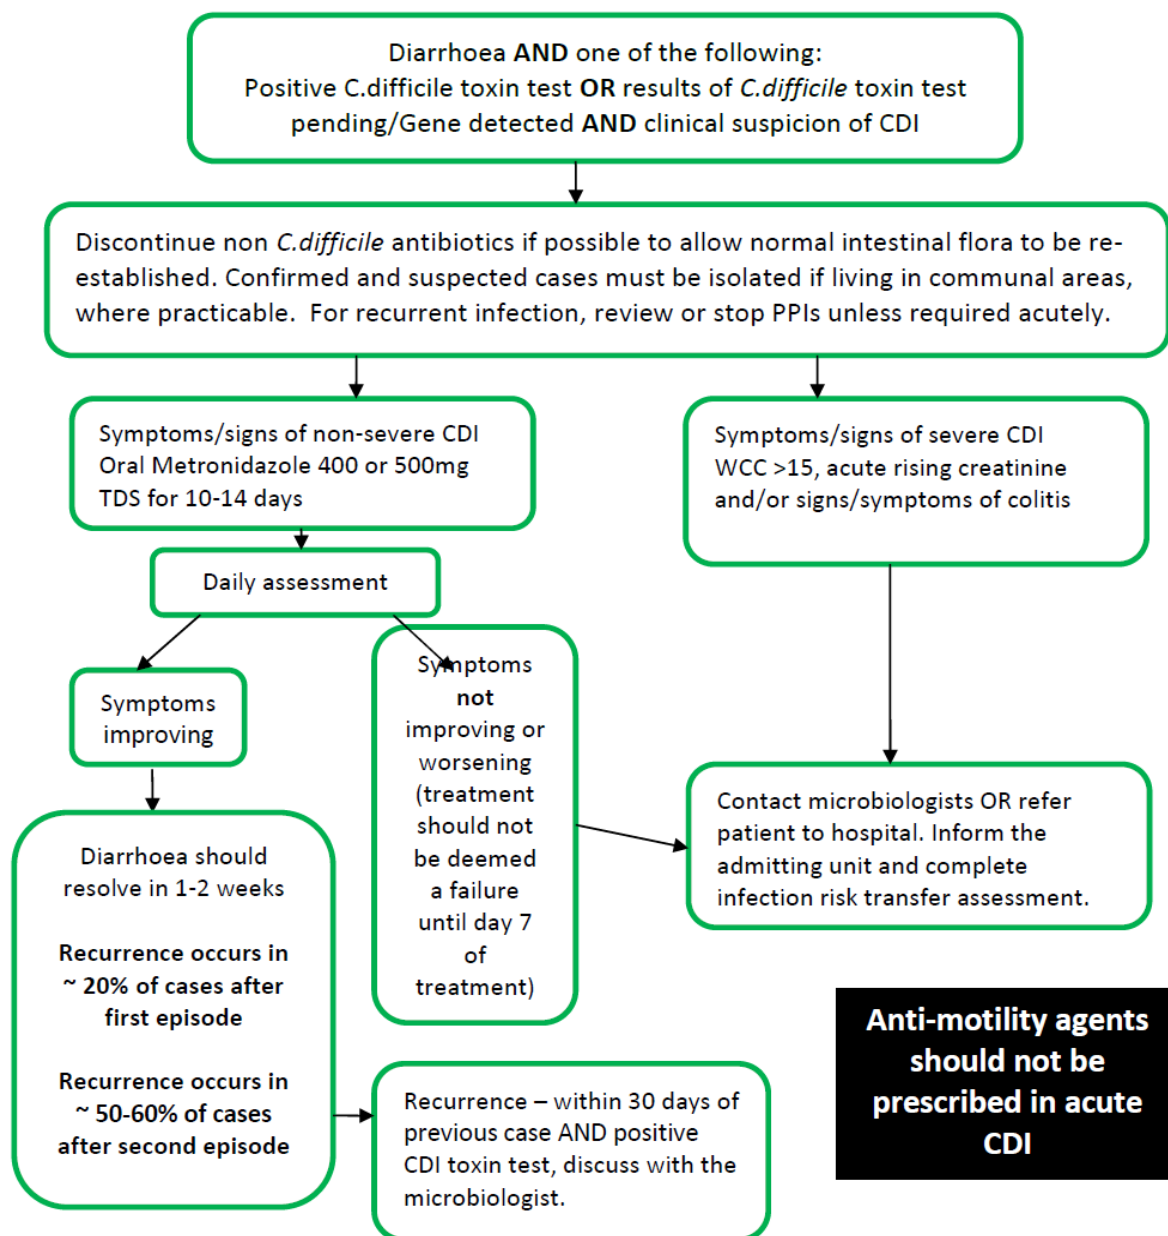 Diarrhoea AND one of the following:
Positive C.difficile toxin test OR results of C.difficile toxin test
pending/Gene detected AND clinical suspicion of CDI
Discontinue non C.difficile antibiotics if possible to allow normal intestinal flora to be re-
established. Confirmed and suspected cases must be isolated if living in communal areas,
where practicable. For recurrent infection, review or stop PPIs unless required acutely.
Symptoms/signs of non-severe CDI
Oral Metronidazole 400 or 500mg
TDS for 10-14 days
Symptoms/signs of severe CDI
WCC >15, acute rising creatinine
and/or signs/symptoms of colitis
Daily assessment
Symptoms
improving
Symptoms
not
improving or
worsening
(treatment
should not
be deemed
a failure
until day 7
of
treatment)
Contact microbiologists OR refer
patient to hospital. Inform the
admitting unit and complete
infection risk transfer assessment.
Diarrhoea should
resolve in 1-2 weeks
Recurrence occurs in
~ 20% of cases after
first episode
Recurrence occurs in
~ 50-60% of cases
after second episode
Recurrence – within 30 days of
previous case AND positive
CDI toxin test, discuss with the
microbiologist.
Anti-motility agents
should not be
prescribed in acute
CDI